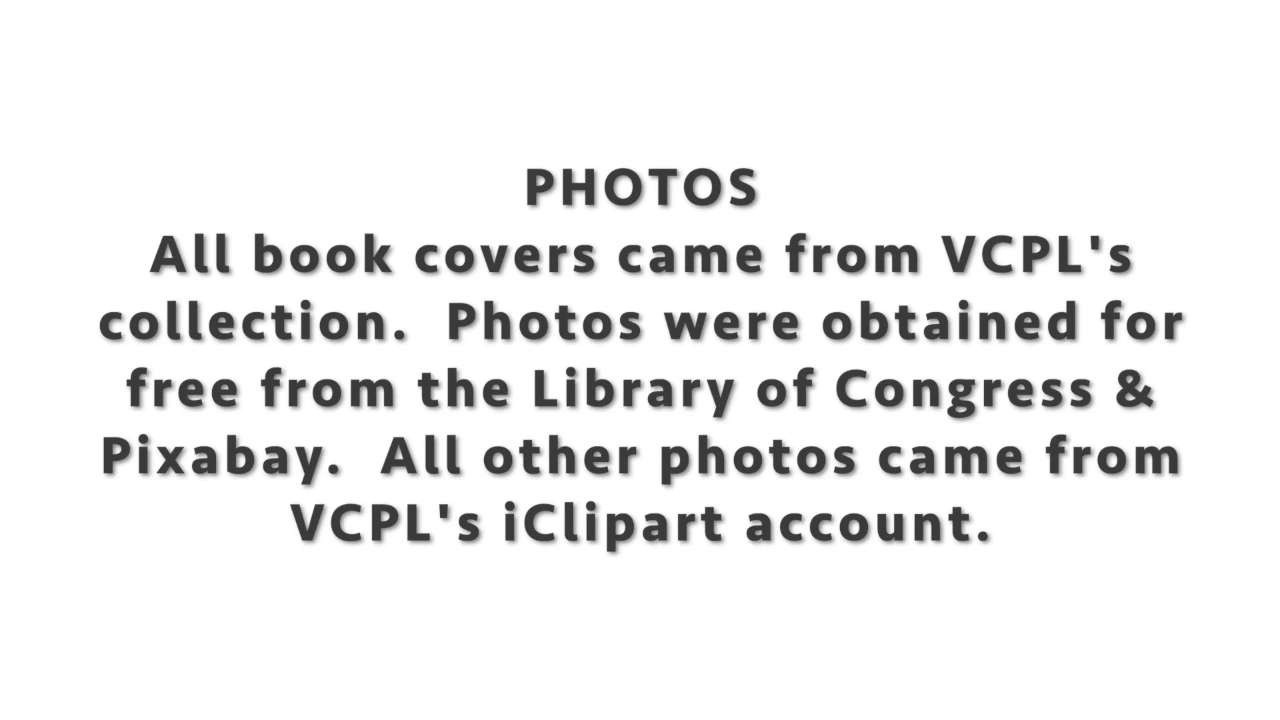 PHOTOS
All book covers came from VCPL's
collection.  Photos were obtained for
free from the Library of Congress &
Pixabay.  All other photos came from
VCPL's iClipart account.